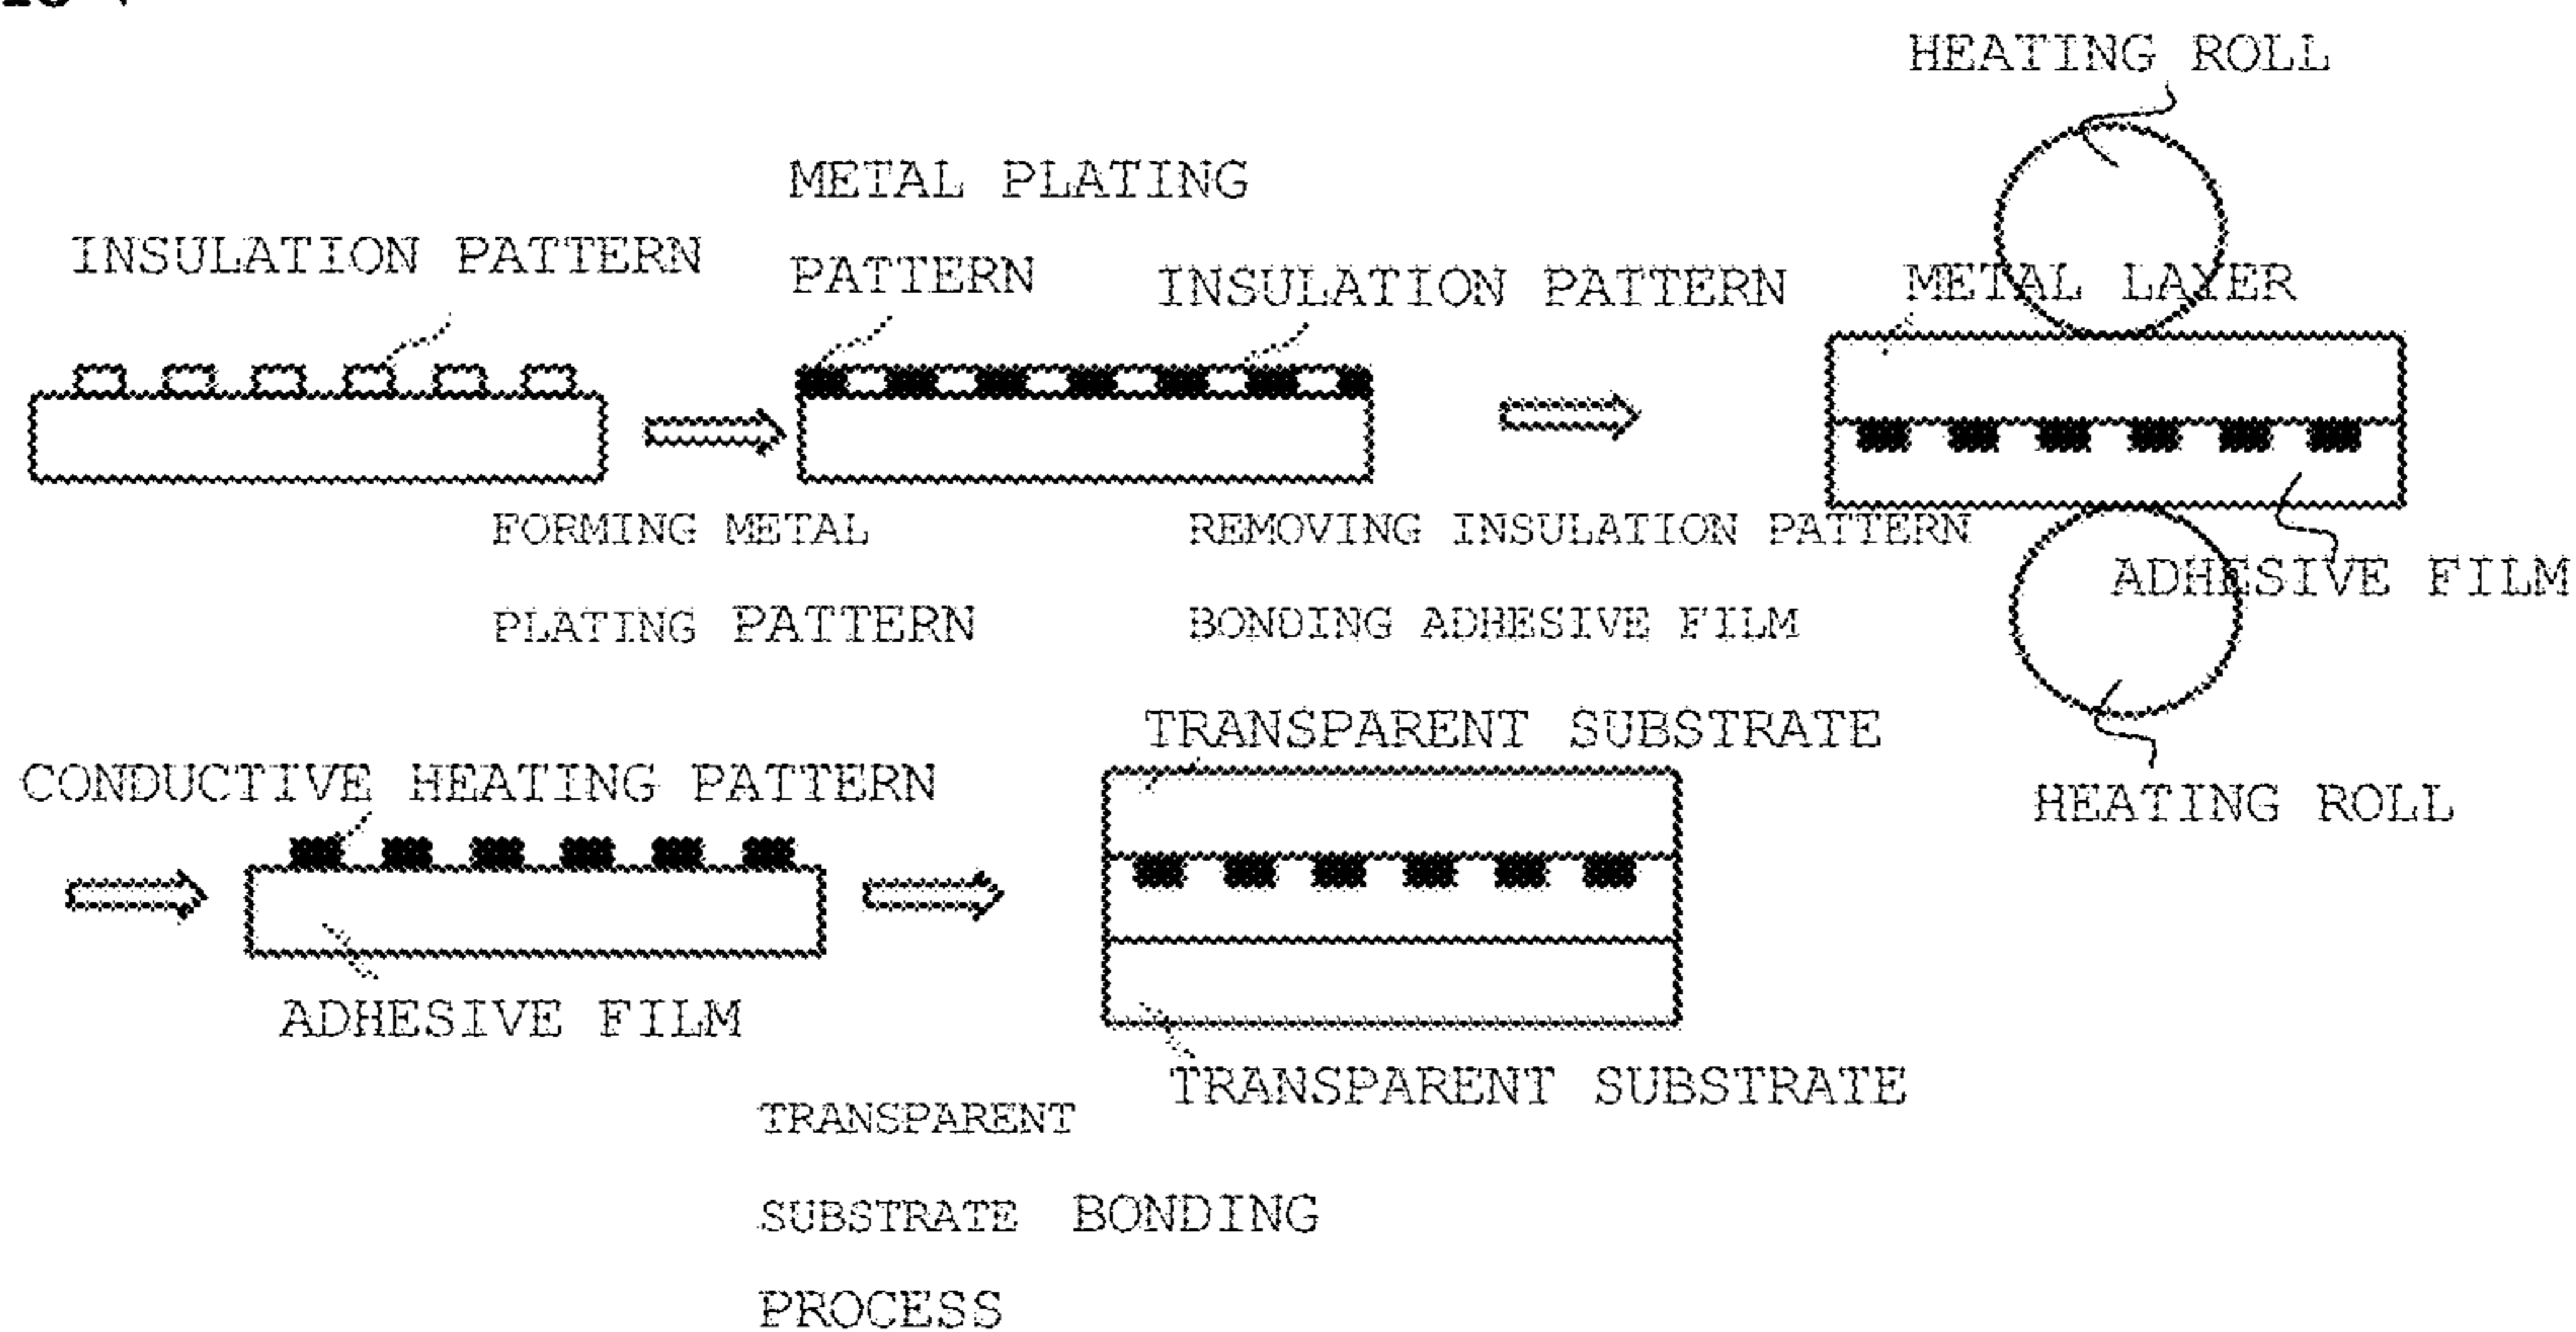 HEATING ROLL
METAL PLATING
PATTERN
INSULATION PATTERN
INSULATION PATTERN
METAL LAYER
FORMING METAL
PLATING PATTERN
REMOVING INSULATION PATTERN
BONDING ADHESIVE FILM
ADHESIVE FILM
HEATING ROLL
CONDUCTIVE HEATING PATTERN
ADHESIVE FILM
TRANSPARENT SUBSTRATE
TRANSPARENT SUBSTRATE
TRANSPARENT
SUBSTRATE BONDING
PROCESS